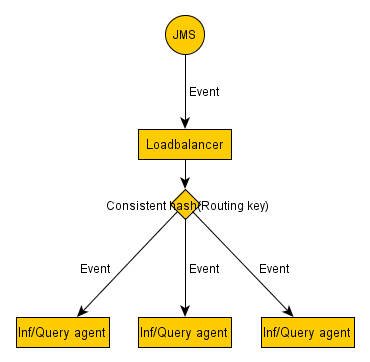 JMS
Event
Loadbalancer
Consistent hash(Routing key)
Event
Event
Event
Inf/Query agent
Inf/Query agent
Inf/Query agent